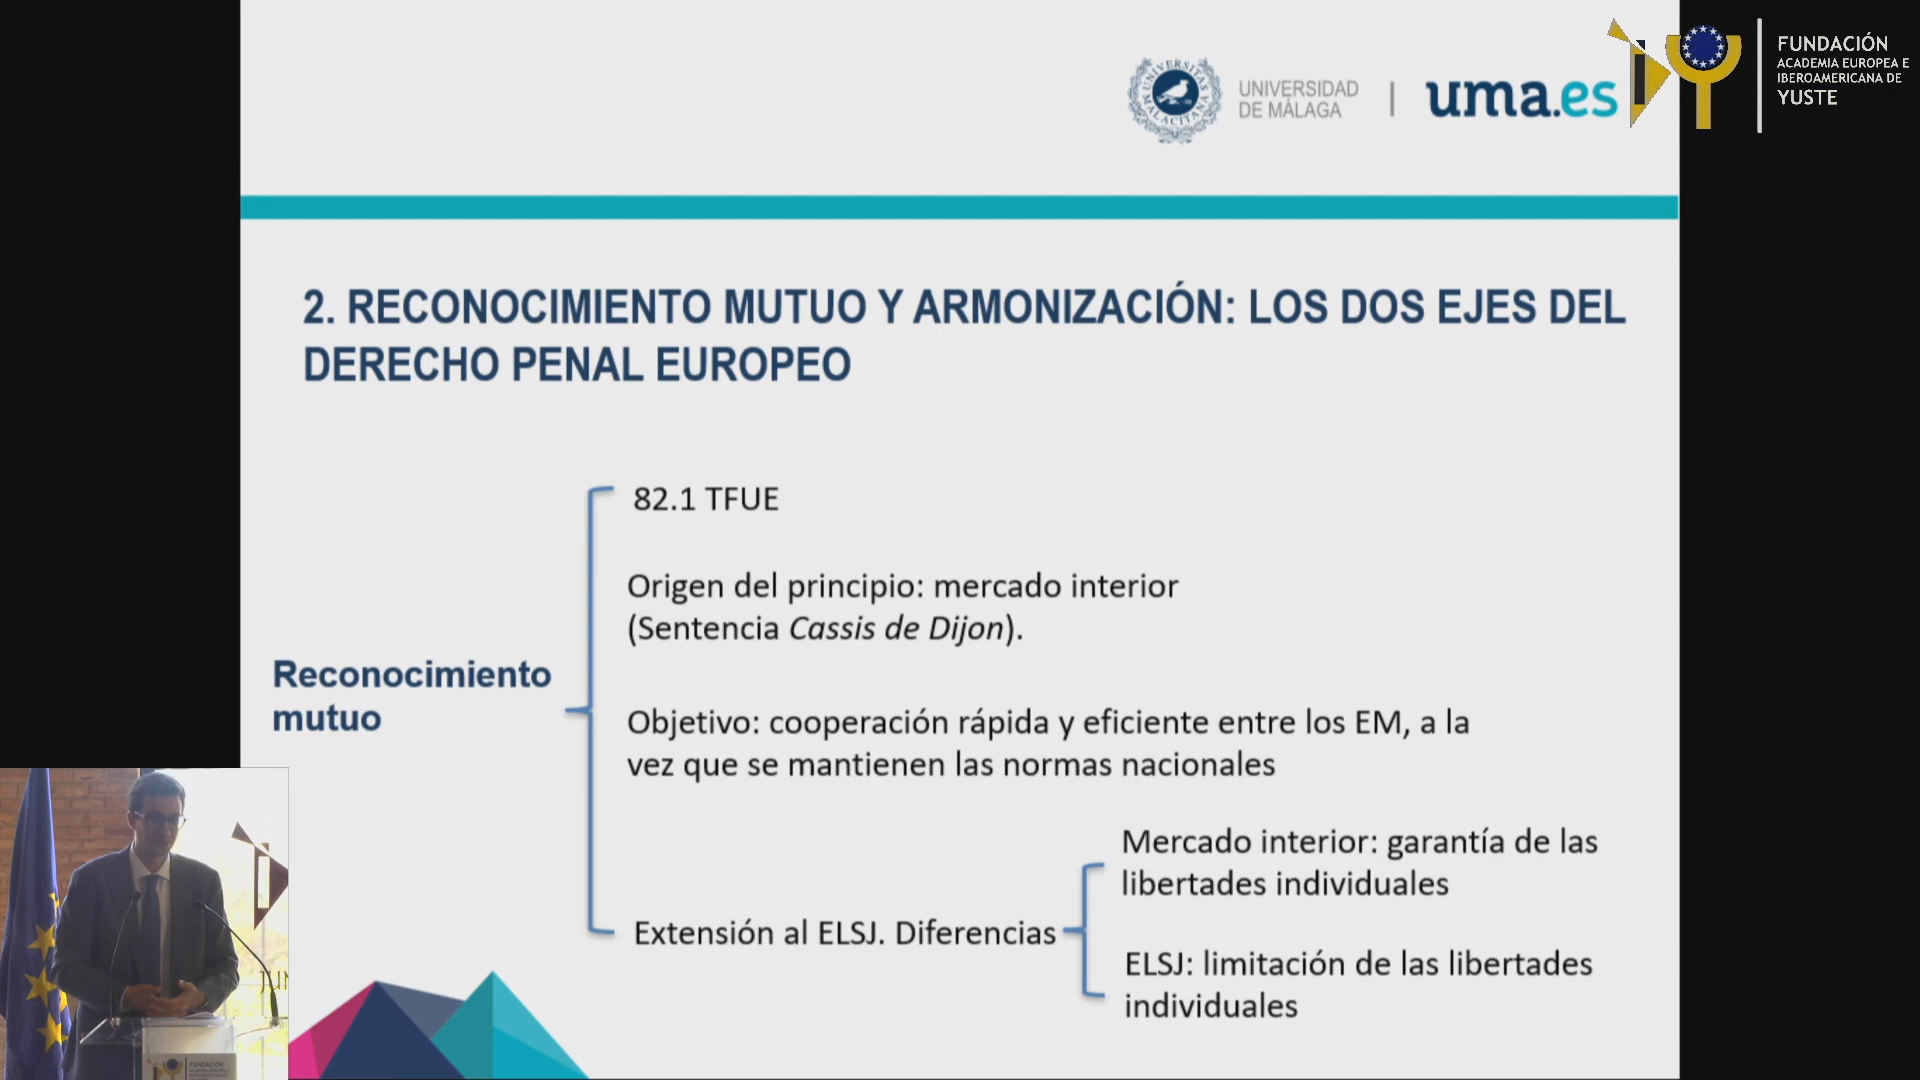 UNIVERSITAS MALACITANA
UNIVERSIDAD
DE MÁLAGA
uma.es
FUNDACIÓN
ACADEMIA EUROPEA E
IBEROAMERICANA DE
YUSTE
2. RECONOCIMIENTO MUTUO Y ARMONIZACIÓN: LOS DOS EJES DEL
DERECHO PENAL EUROPEO
Reconocimiento
mutuo
82.1 TFUE
Origen del principio: mercado interior
(Sentencia Cassis de Dijon).
Objetivo: cooperación rápida y eficiente entre los EM, a la
vez que se mantienen las normas nacionales
Extensión al ELSJ. Diferencias
Mercado interior: garantía de las
libertades individuales
ELSJ: limitación de las libertades
individuales
FUNDACIÓN